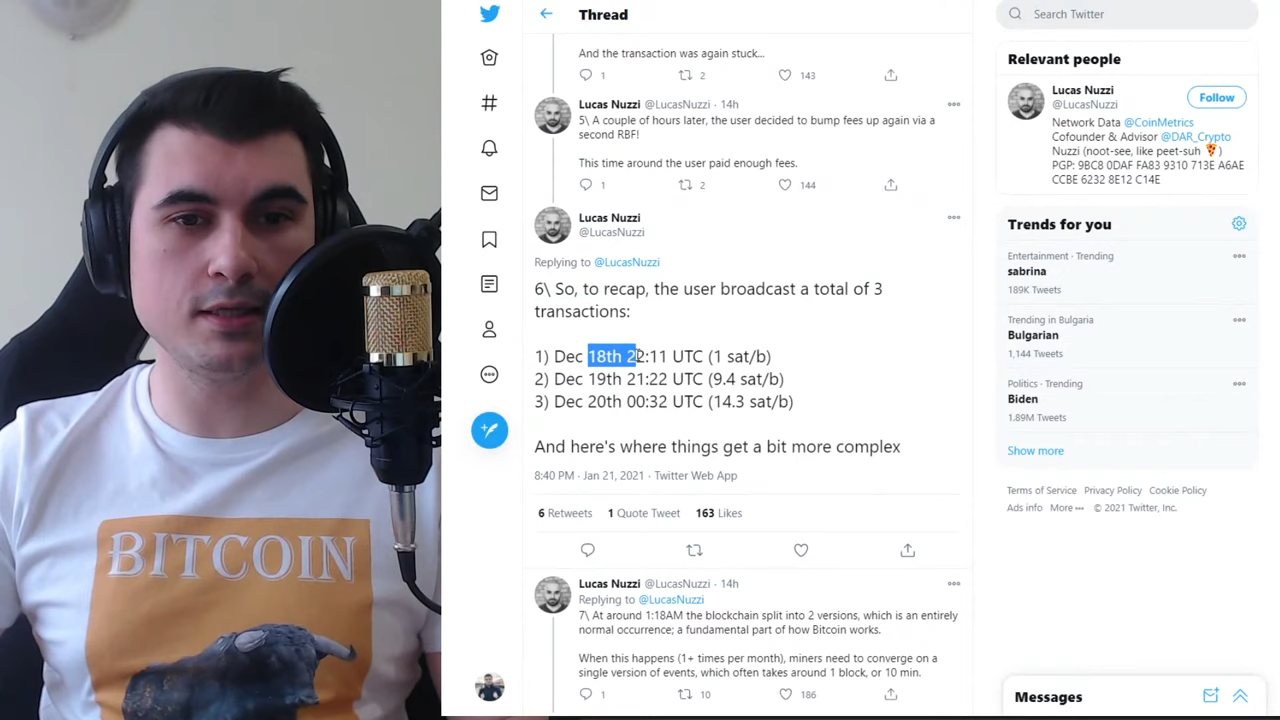 BITCOIN
Thread
And the transaction was again stuck...
1 2 143
Lucas Nuzzi @LucasNuzzi · 14h
5\ A couple of hours later, the user decided to bump fees up again via a
second RBF!
This time around the user paid enough fees.
1 2 144
Lucas Nuzzi
@LucasNuzzi
Replying to @LucasNuzzi
6\ So, to recap, the user broadcast a total of 3
transactions:
1) Dec 18th 22:11 UTC (1 sat/b)
2) Dec 19th 21:22 UTC (9.4 sat/b)
3) Dec 20th 00:32 UTC (14.3 sat/b)
And here's where things get a bit more complex
8:40 PM · Jan 21, 2021 · Twitter Web App
6 Retweets 1 Quote Tweet 163 Likes
Lucas Nuzzi @LucasNuzzi · 14h
Replying to @LucasNuzzi
7\ At around 1:18AM the blockchain split into 2 versions, which is an entirely
normal occurrence; a fundamental part of how Bitcoin works.
When this happens (1+ times per month), miners need to converge on a
single version of events, which often takes around 1 block, or 10 min.
1 10 186
Search Twitter
Relevant people
Lucas Nuzzi
@LucasNuzzi
Follow
Network Data @CoinMetrics
Cofounder & Advisor @DAR_Crypto
Nuzzi (noot-see, like peet-suh 🍕)
PGP: 9BC8 0DAF FA83 9310 713E A6AE
CCBE 6232 8E12 C14E
Trends for you
Entertainment · Trending
sabrina
189K Tweets
Trending in Bulgaria
Bulgarian
1,144 Tweets
Politics · Trending
Biden
1.89M Tweets
Show more
Terms of Service Privacy Policy Cookie Policy
Ads info More ••• © 2021 Twitter, Inc.
Messages